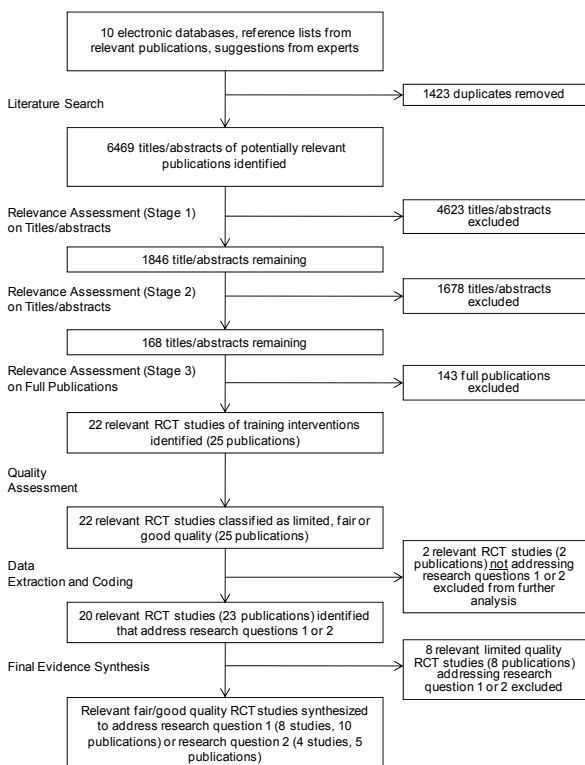 10 electronic databases, reference lists from
relevant publications, suggestions from experts
Literature Search
1423 duplicates removed
6469 titles/abstracts of potentially relevant
publications identified
Relevance Assessment (Stage 1)
on Titles/abstracts
4623 titles/abstracts
excluded
1846 title/abstracts remaining
Relevance Assessment (Stage 2)
on Titles/abstracts
1678 titles/abstracts
excluded
168 titles/abstracts remaining
Relevance Assessment (Stage 3)
on Full Publications
143 full publications
excluded
22 relevant RCT studies of training interventions
identified (25 publications)
Quality
Assessment
22 relevant RCT studies classified as limited, fair or
good quality (25 publications)
Data
Extraction and Coding
2 relevant RCT studies (2
publications) not addressing
research questions 1 or 2
excluded from further
analysis
20 relevant RCT studies (23 publications) identified
that address research questions 1 or 2
Final Evidence Synthesis
8 relevant limited quality
RCT studies (8 publications)
addressing research
question 1 or 2 excluded
Relevant fair/good quality RCT studies synthesized
to address research question 1 (8 studies, 10
publications) or research question 2 (4 studies, 5
publications)